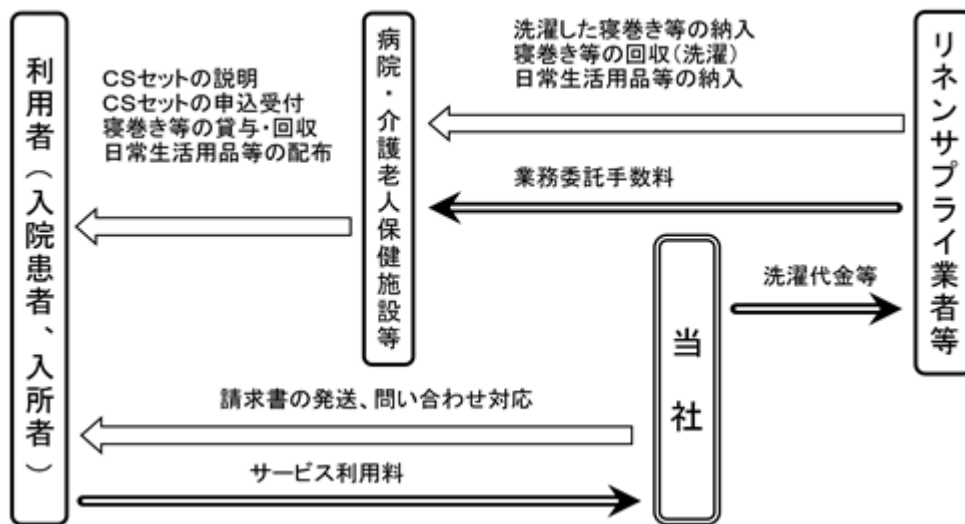 利用者（入院患者、入所者）
CSセットの説明
CSセットの申込受付
寝巻き等の貸与・回収
日常生活用品等の配布
病院・介護老人保健施設等
洗濯した寝巻き等の納入
寝巻き等の回収(洗濯)
日常生活用品等の納入
業務委託手数料
リネンサプライ業者等
当社
洗濯代金等
請求書の発送、問い合わせ対応
サービス利用料